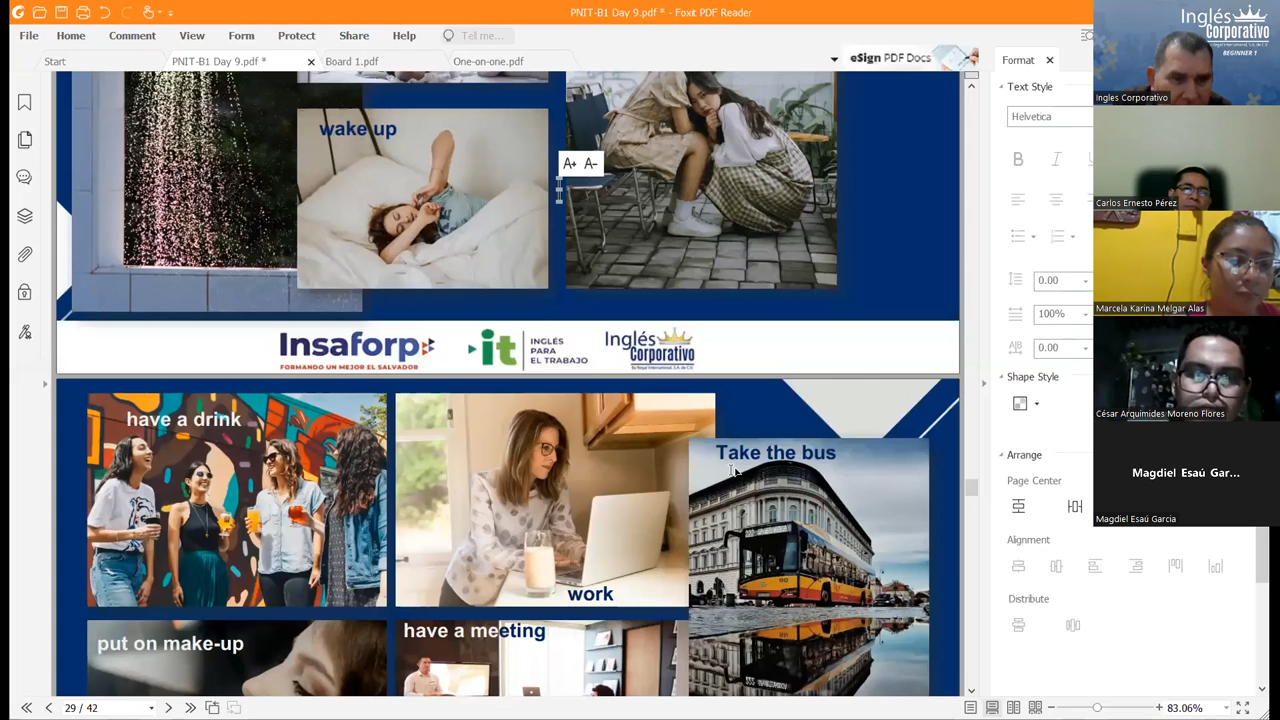 PNIT-B1 Day 9.pdf * - Foxit PDF Reader
File Home Comment View Form Protect Share Help Tell me...
Start PNIT-B1 Day 9.pdf * Board 1.pdf One-on-one.pdf eSign PDF Docs
Format
Text Style
Helvetica
B I U
0.00
100%
0.00
Shape Style
Arrange
Page Center
Alignment
Distribute
wake up
A+ A-
Insaforp
FORMANDO UN MEJOR EL SALVADOR
it
INGLÉS
PARA
EL TRABAJO
Inglés
Corporativo
By Royal International, S.A. de C.V.
have a drink
work
Take the bus
put on make-up
have a meeting
29 / 42
83.06%
Inglés
Corporativo
BEGINNER 1
Ingles Corporativo
Carlos Ernesto Pérez
Marcela Karina Melgar Alas
César Arquimides Moreno Flores
Magdiel Esaú Gar...
Magdiel Esaú Garcia